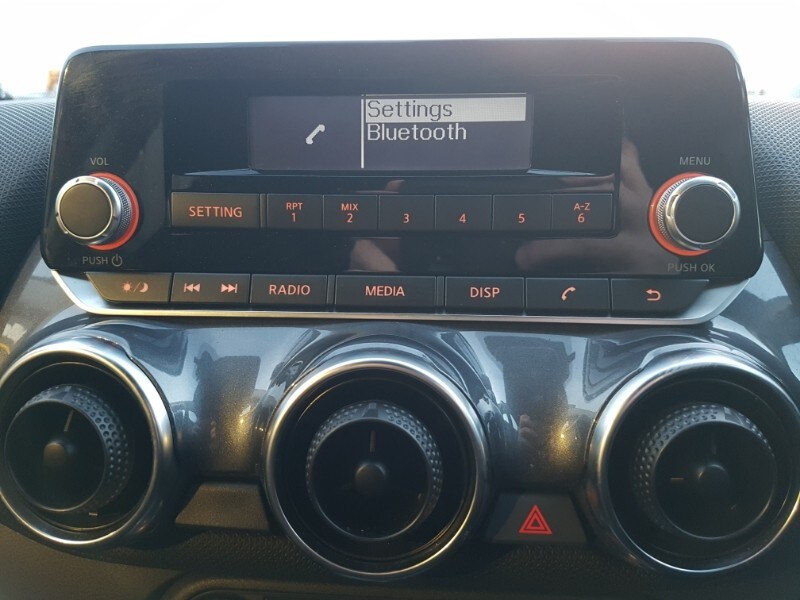 Settings
Bluetooth
VOL
MENU
SETTING
RPT
1
MIX
2
3
4
5
A-Z
6
PUSH
PUSH OK
RADIO
MEDIA
DISP